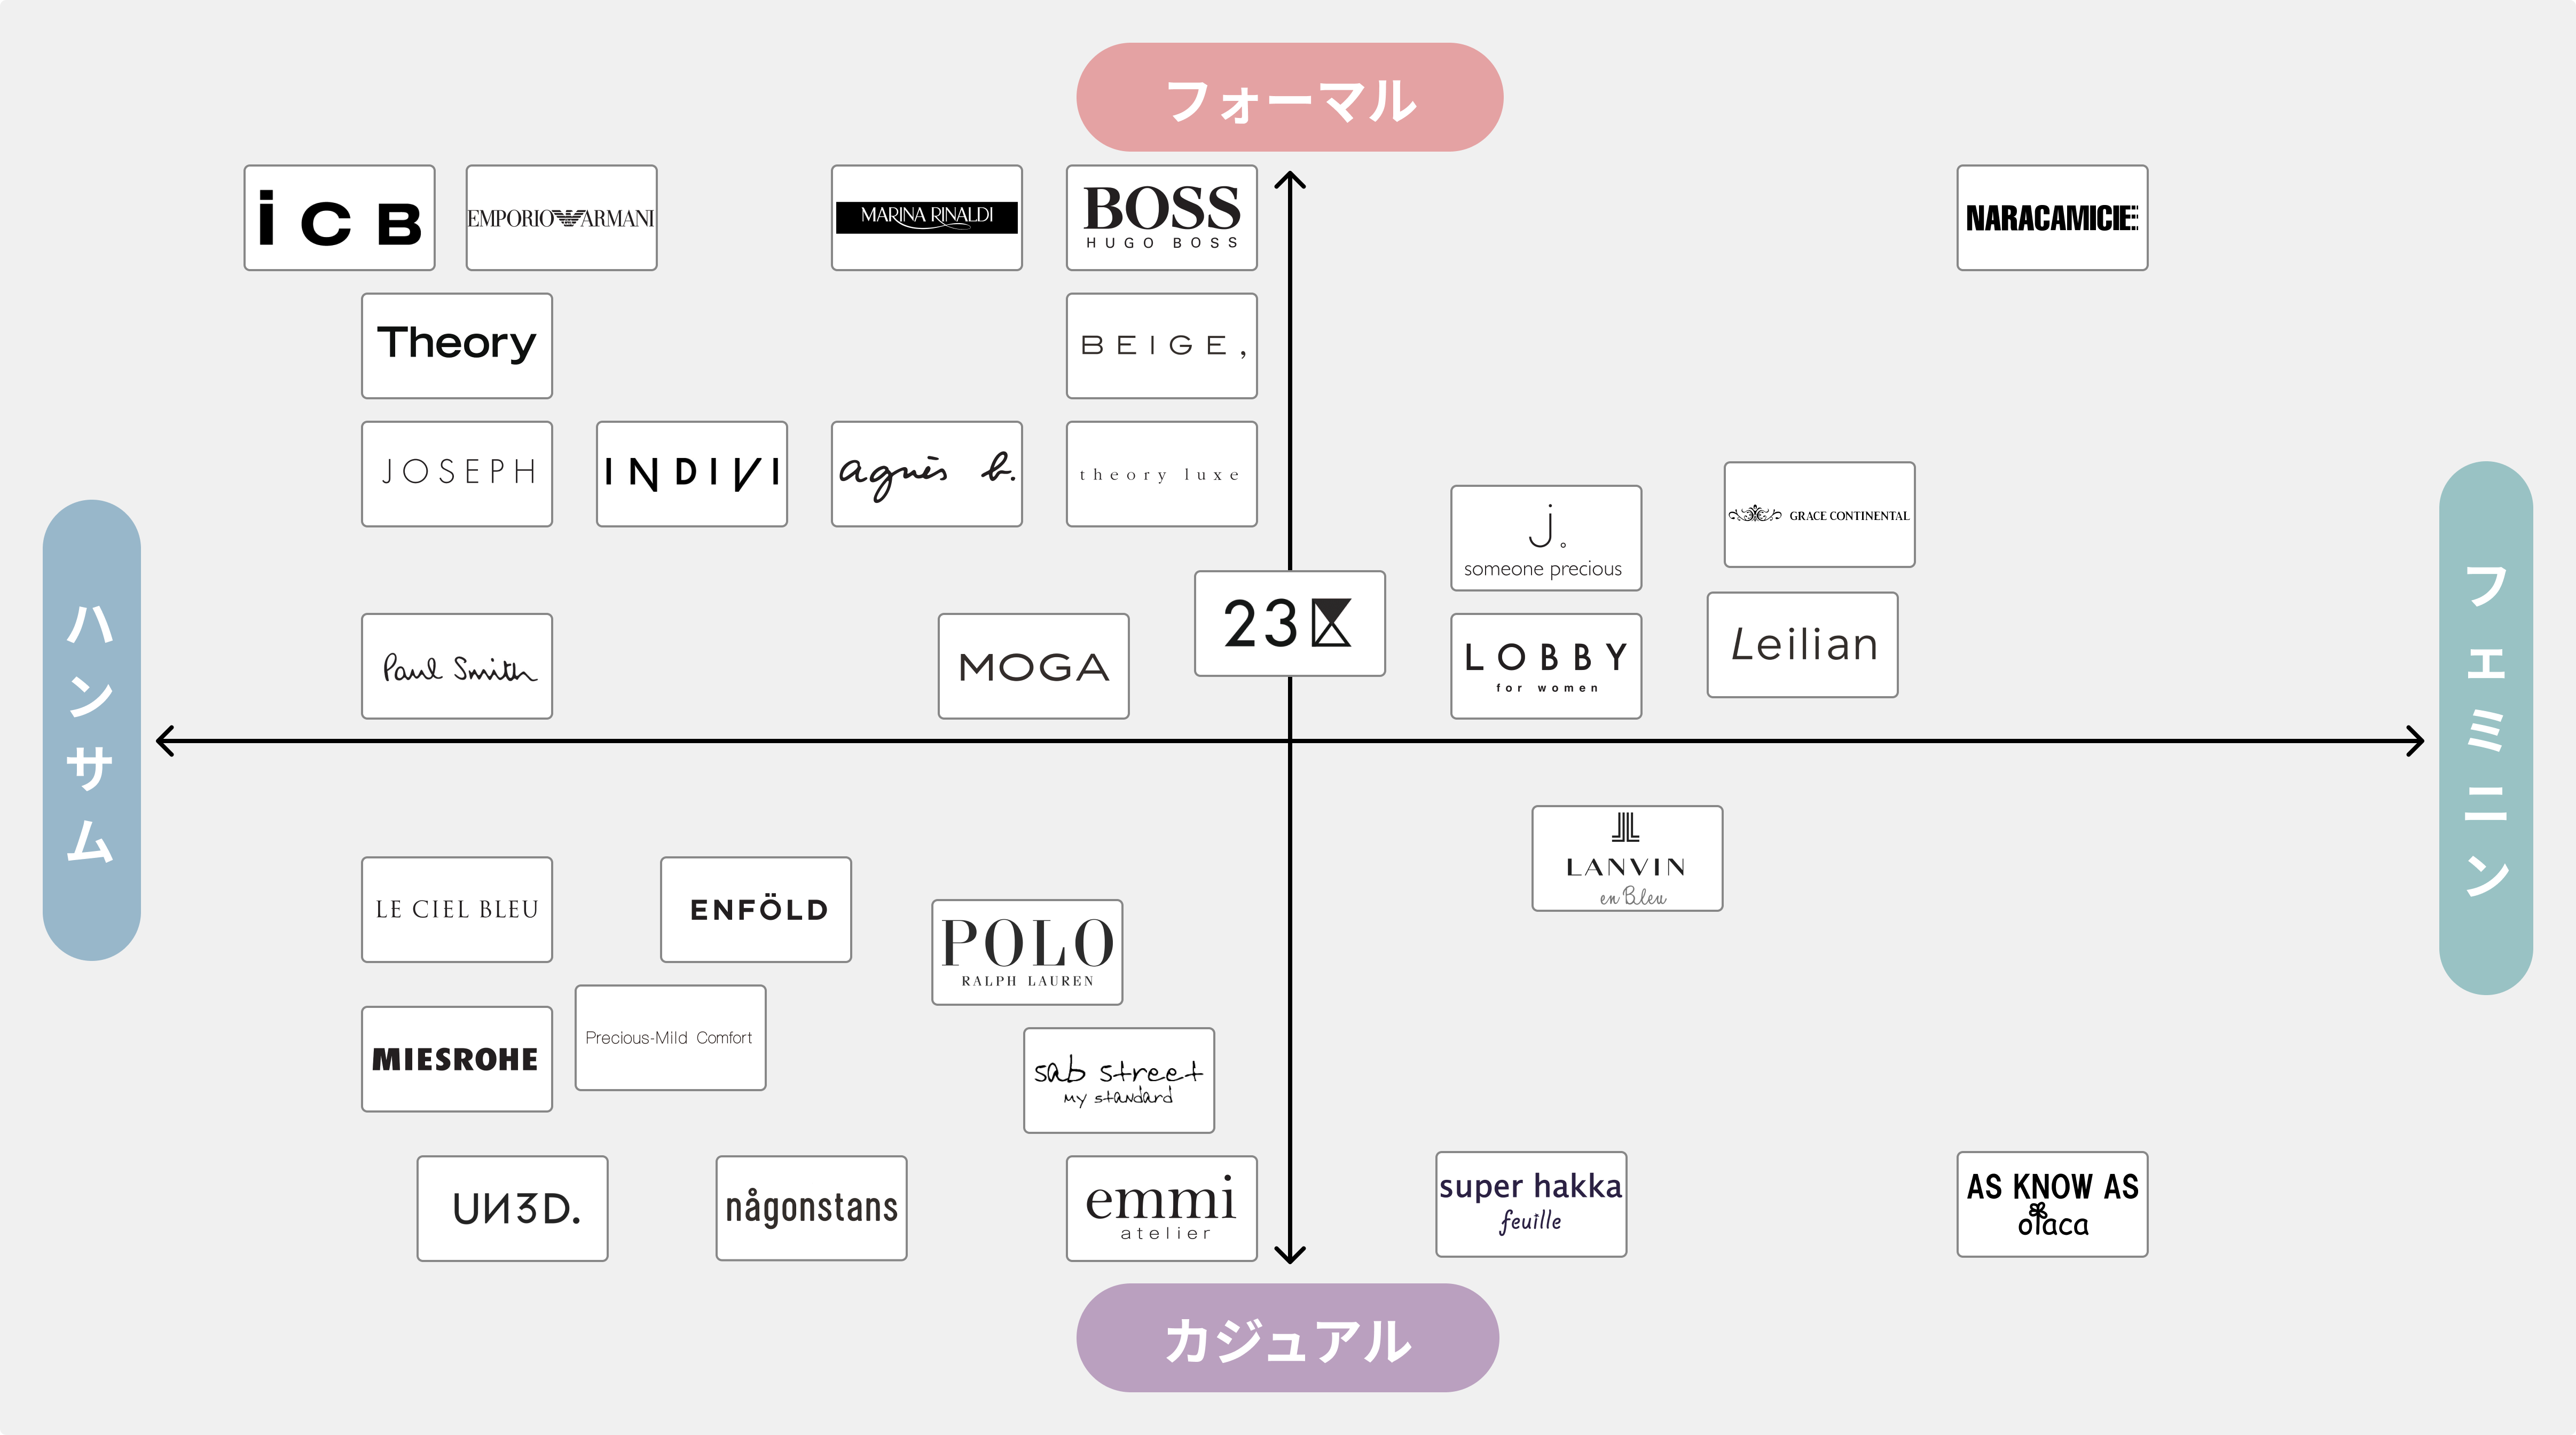 フォーマル
iCB
EMPORIO ARMANI
MARINA RINALDI
BOSS
HUGO BOSS
NARACAMICIE
Theory
BEIGE,
JOSEPH
INDIVI
agnès b.
theory luxe
j.
someone precious
GRACE CONTINENTAL
ハンサム
フェミニン
23区
Paul Smith
MOGA
LOBBY
for women
Leilian
LANVIN
en Bleu
LE CIEL BLEU
ENFÖLD
POLO
RALPH LAUREN
MIESROHE
Precious-Mild Comfort
sab street
my standard
UN3D.
någonstans
emmi
atelier
super hakka
feuille
AS KNOW AS
olaca
カジュアル